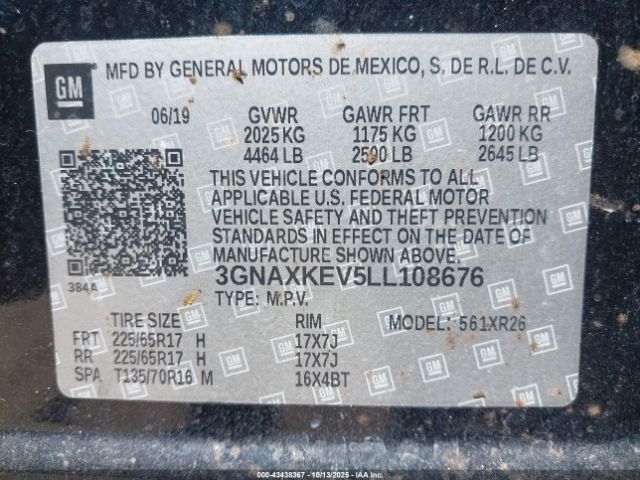 GM
MFD BY GENERAL MOTORS DE MEXICO, S. DE R.L. DE C.V.
06/19 GVWR GAWR FRT GAWR RR
2025 KG 1175 KG 1200 KG
4464 LB 2590 LB 2645 LB
THIS VEHICLE CONFORMS TO ALL
APPLICABLE U.S. FEDERAL MOTOR
VEHICLE SAFETY AND THEFT PREVENTION
STANDARDS IN EFFECT ON THE DATE OF
MANUFACTURE SHOWN ABOVE.
384A 3GNAXKEV5LL108676
TYPE: M.P.V.
TIRE SIZE RIM MODEL: 561XR26
FRT 225/65R17 H 17X7J
RR 225/65R17 H 17X7J
SPA T135/70R16 M 16X4BT
000-43438367 - 10/13/2025 - IAAI.COM